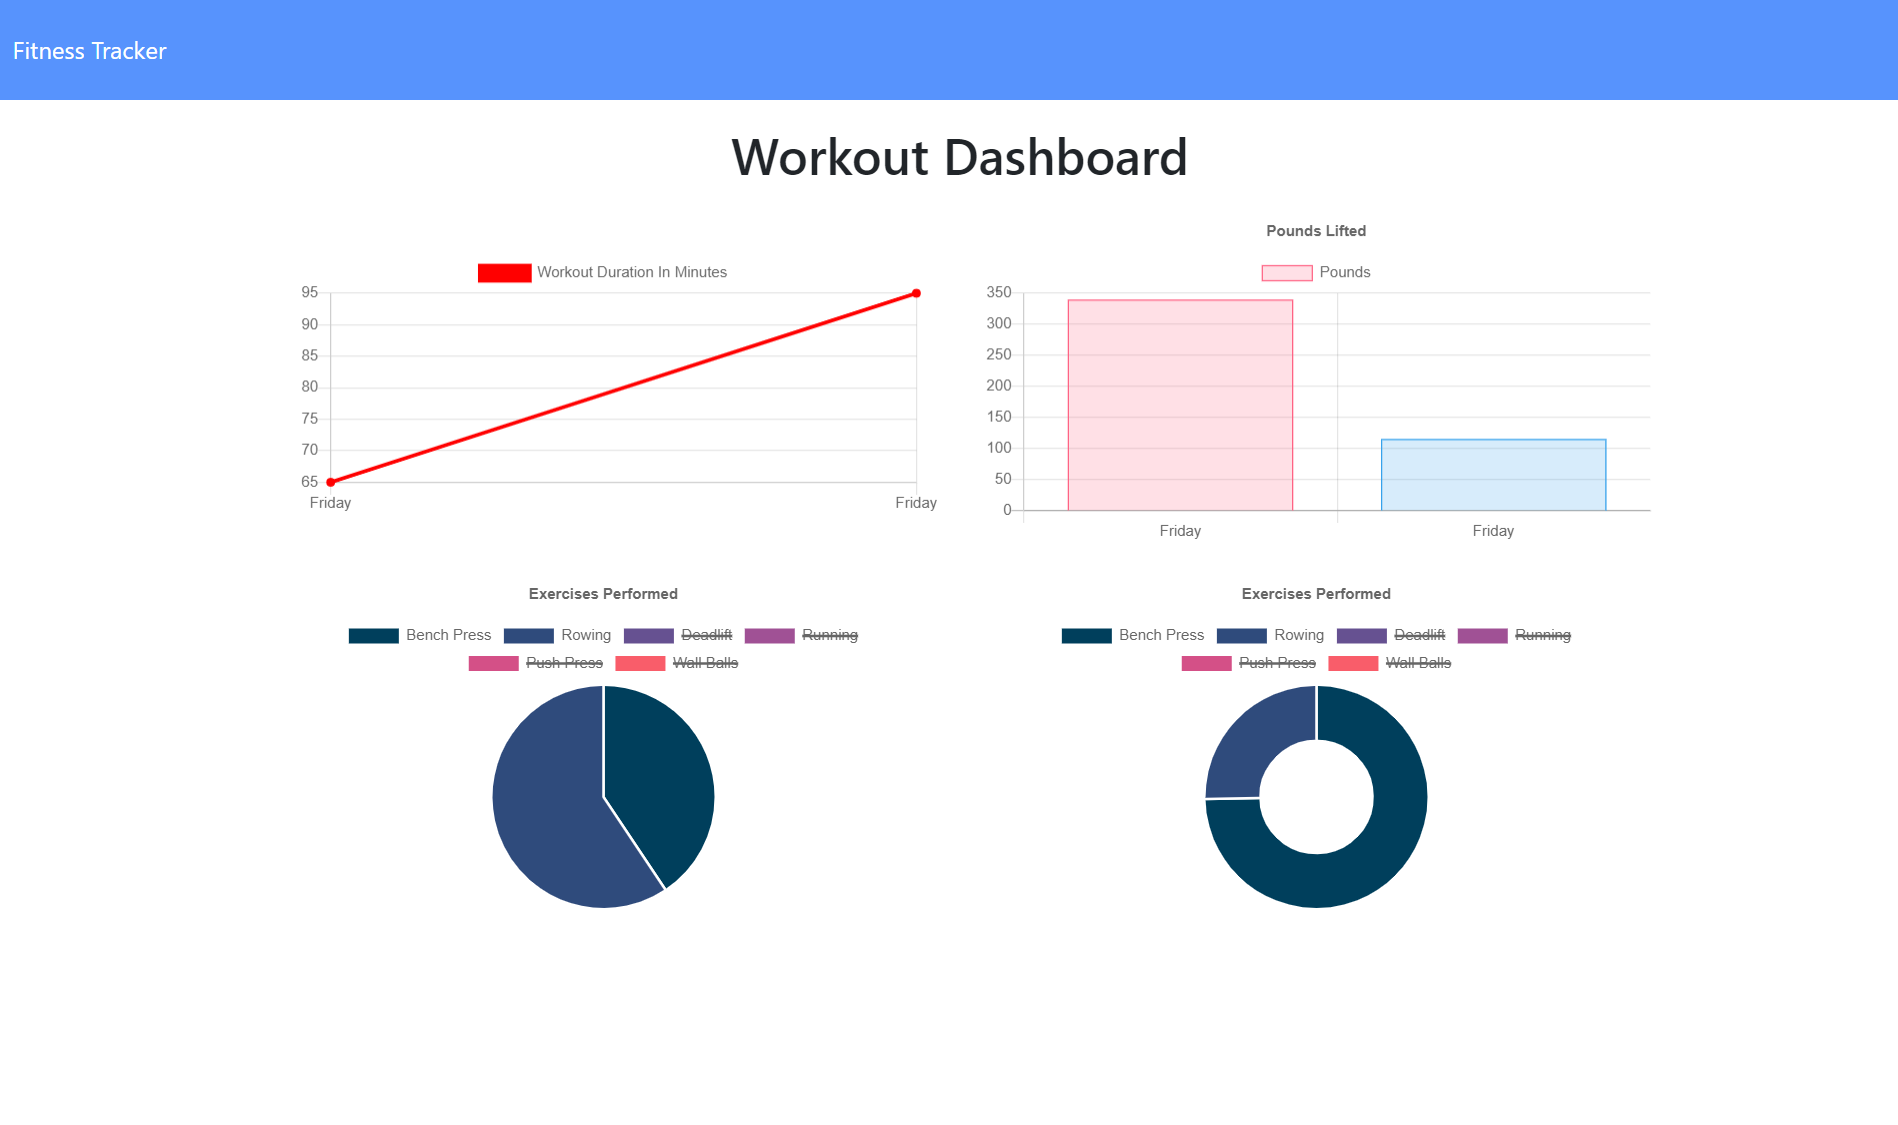 Fitness Tracker
Workout Dashboard
Workout Duration In Minutes
95
90
85
80
75
70
65
Friday Friday
Pounds Lifted
Pounds
350
300
250
200
150
100
50
0
Friday Friday
Exercises Performed
Bench Press Rowing Deadlift Running
Push Press Wall Balls
Exercises Performed
Bench Press Rowing Deadlift Running
Push Press Wall Balls